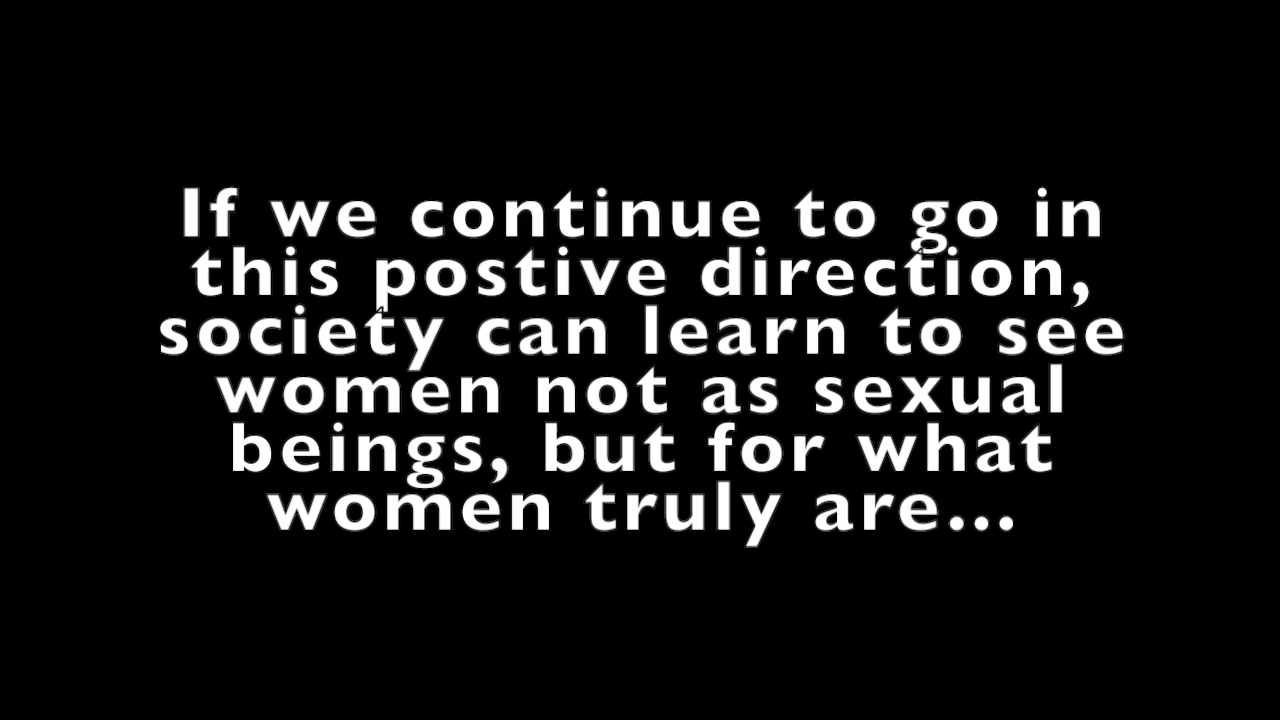 If we continue to go in
this postive direction,
society can learn to see
women not as sexual
beings, but for what
women truly are...